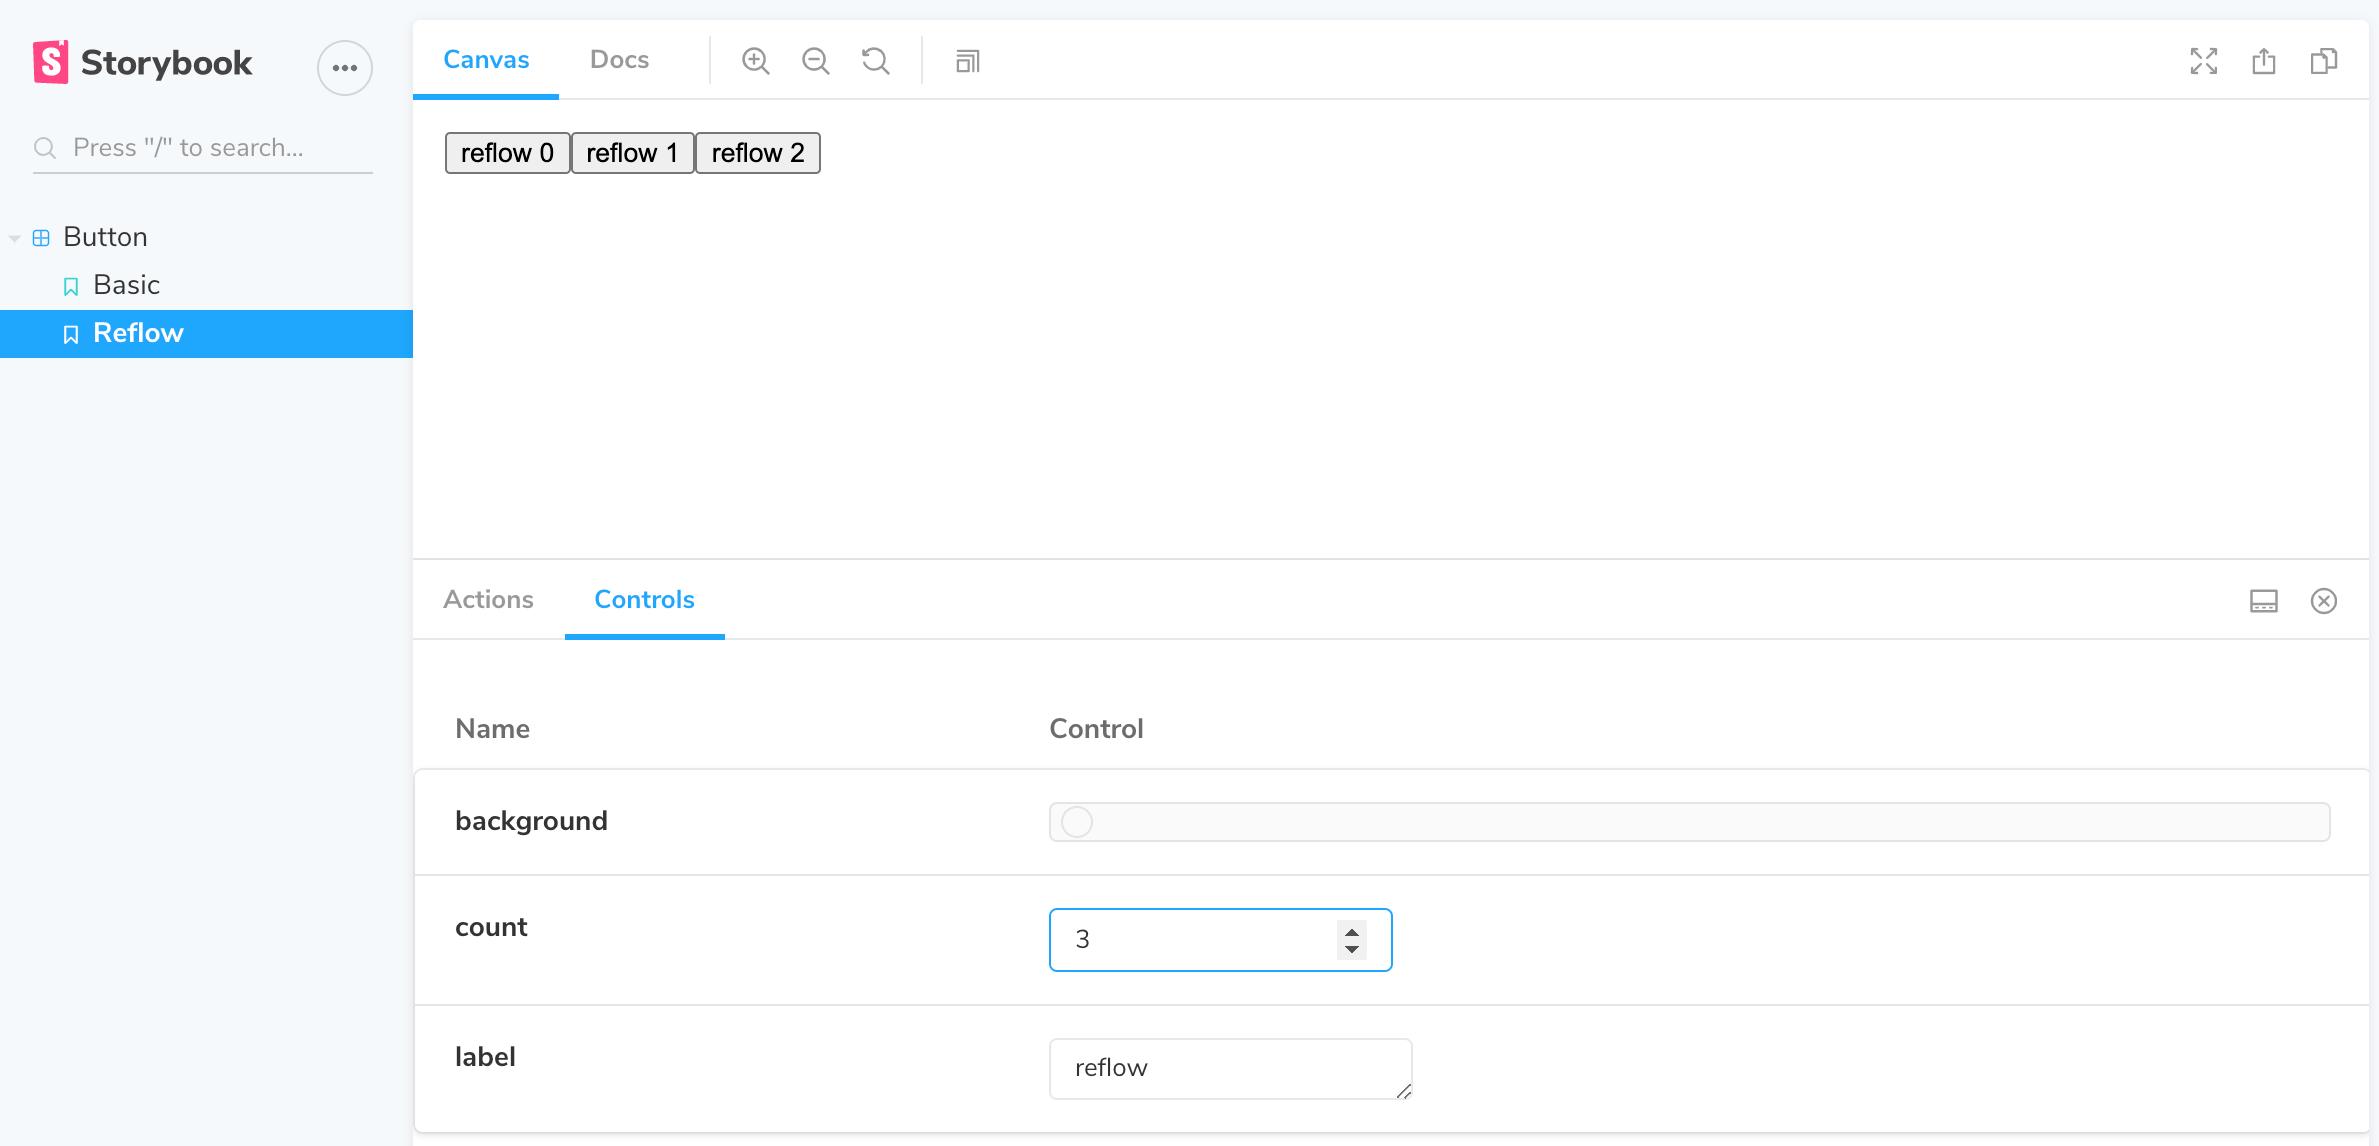 Storybook
Press "/" to search...
Button
Basic
Reflow
Canvas Docs
reflow 0 reflow 1 reflow 2
Actions Controls
Name Control
background
count 3
label reflow